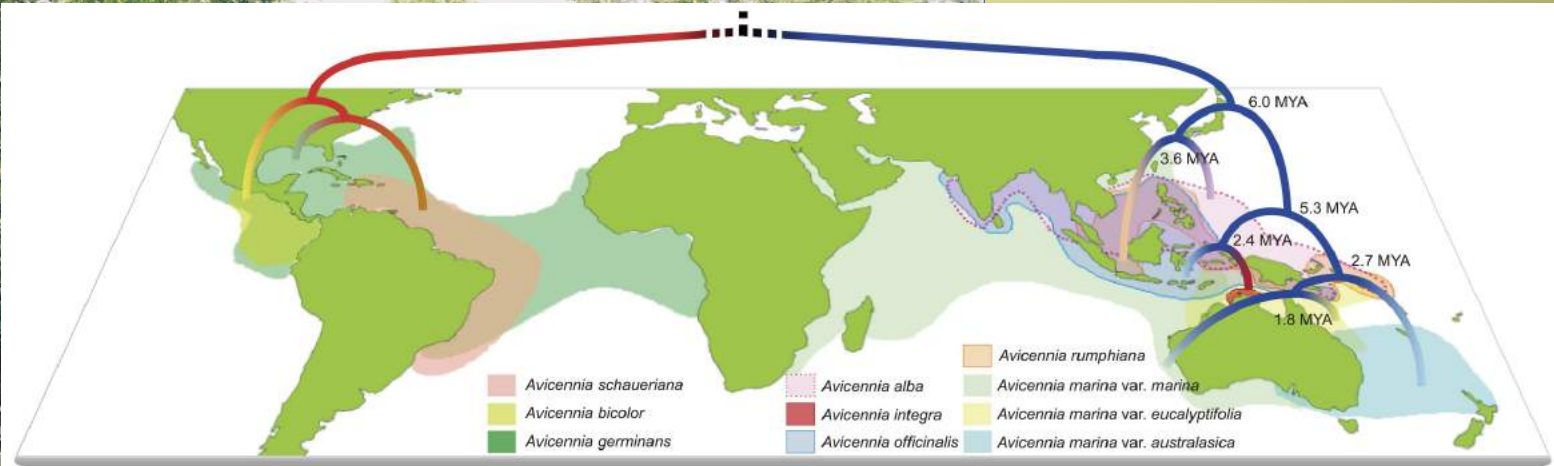 6.0 MYA
3.6 MYA
5.3 MYA
2.4 MYA
2.7 MYA
1.8 MYA
Avicennia schaueriana
Avicennia bicolor
Avicennia germinans
Avicennia alba
Avicennia integra
Avicennia officinalis
Avicennia rumphiana
Avicennia marina var. marina
Avicennia marina var. eucalyptifolia
Avicennia marina var. australasica